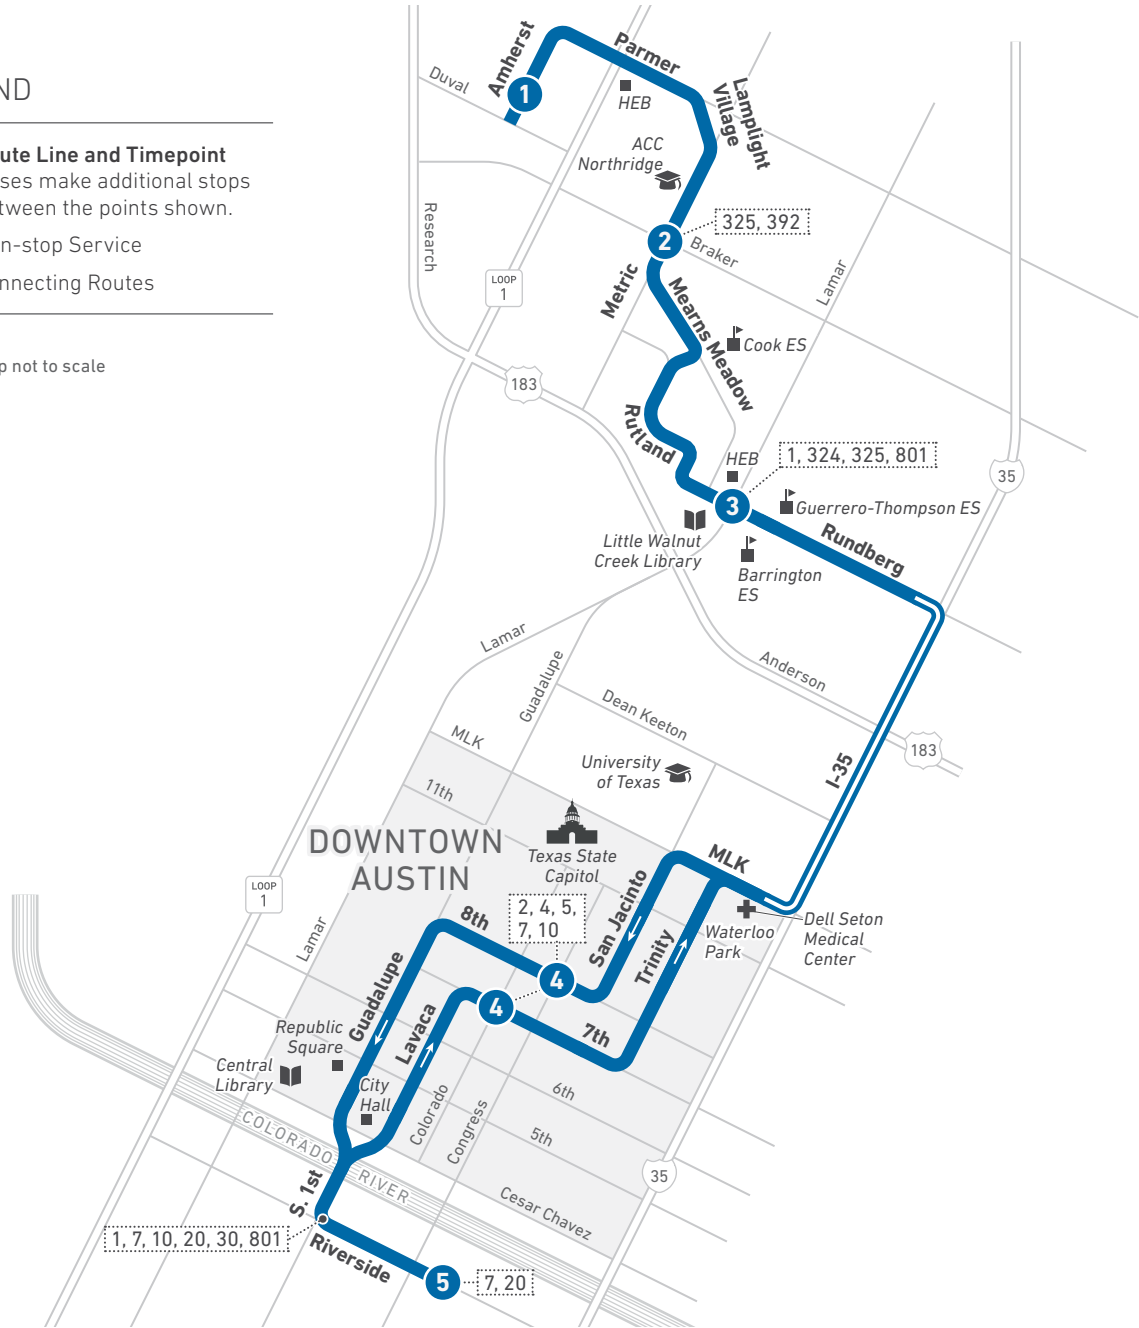 ND
ute Line and Timepoint
ses make additional stops
tween the points shown.
n-stop Service
nnecting Routes
p not to scale
Amherst
Parmer
Duval
1
HEB
Lamplight
Village
ACC
Northridge
Research
325, 392
2
Braker
LOOP
1
Metric
Lamar
Mearns Meadow
Cook ES
183
Rutland
HEB
1, 324, 325, 801
35
3
Guerrero-Thompson ES
Little Walnut
Creek Library
Rundberg
Barrington
ES
Lamar
Guadalupe
Anderson
Dean Keeton
MLK
183
University
of Texas
I-35
11th
DOWNTOWN
AUSTIN
Texas State
Capitol
MLK
LOOP
1
2, 4, 5,
7, 10
San Jacinto
Lamar
8th
Trinity
Waterloo
Park
Dell Seton
Medical
Center
Guadalupe
4
4
Lavaca
7th
Republic
Square
Central
Library
City
Hall
6th
Colorado
Congress
5th
COLORADO RIVER
35
Cesar Chavez
S. 1st
1, 7, 10, 20, 30, 801
Riverside
5
7, 20